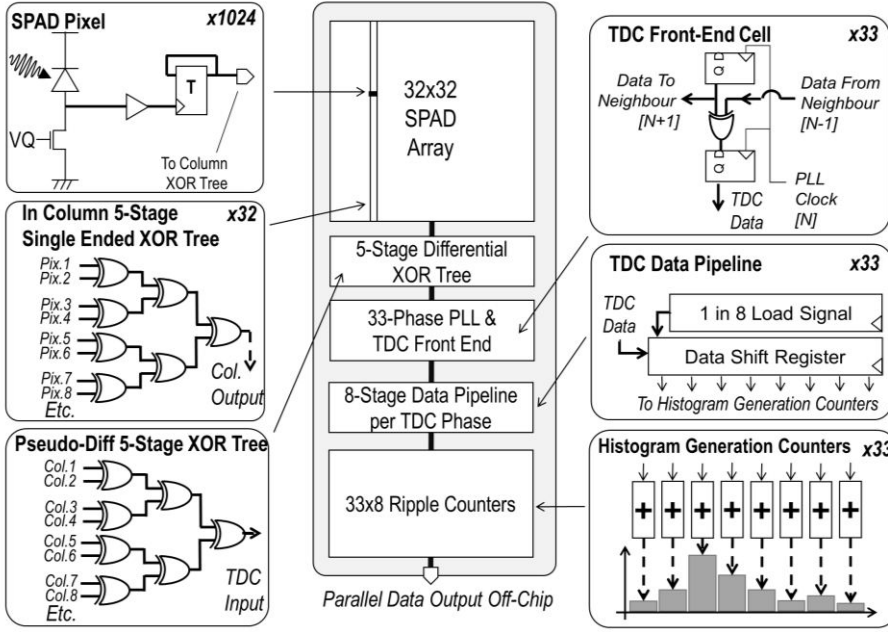 SPAD Pixel x1024
T
VQ
To Column
XOR Tree
In Column 5-Stage x32
Single Ended XOR Tree
Pix.1
Pix.2
Pix.3
Pix.4
Pix.5
Pix.6
Pix.7
Pix.8
Etc.
Col.
Output
Pseudo-Diff 5-Stage XOR Tree
Col.1
Col.2
Col.3
Col.4
Col.5
Col.6
Col.7
Col.8
Etc.
TDC
Input
32x32
SPAD
Array
5-Stage Differential
XOR Tree
33-Phase PLL &
TDC Front End
8-Stage Data Pipeline
per TDC Phase
33x8 Ripple Counters
Parallel Data Output Off-Chip
TDC Front-End Cell x33
Q
Data To
Neighbour
[N+1]
Data From
Neighbour
[N-1]
Q
TDC
Data
PLL
Clock
[N]
TDC Data Pipeline x33
TDC
Data
1 in 8 Load Signal
Data Shift Register
To Histogram Generation Counters
Histogram Generation Counters x33
+ + + + + + + +